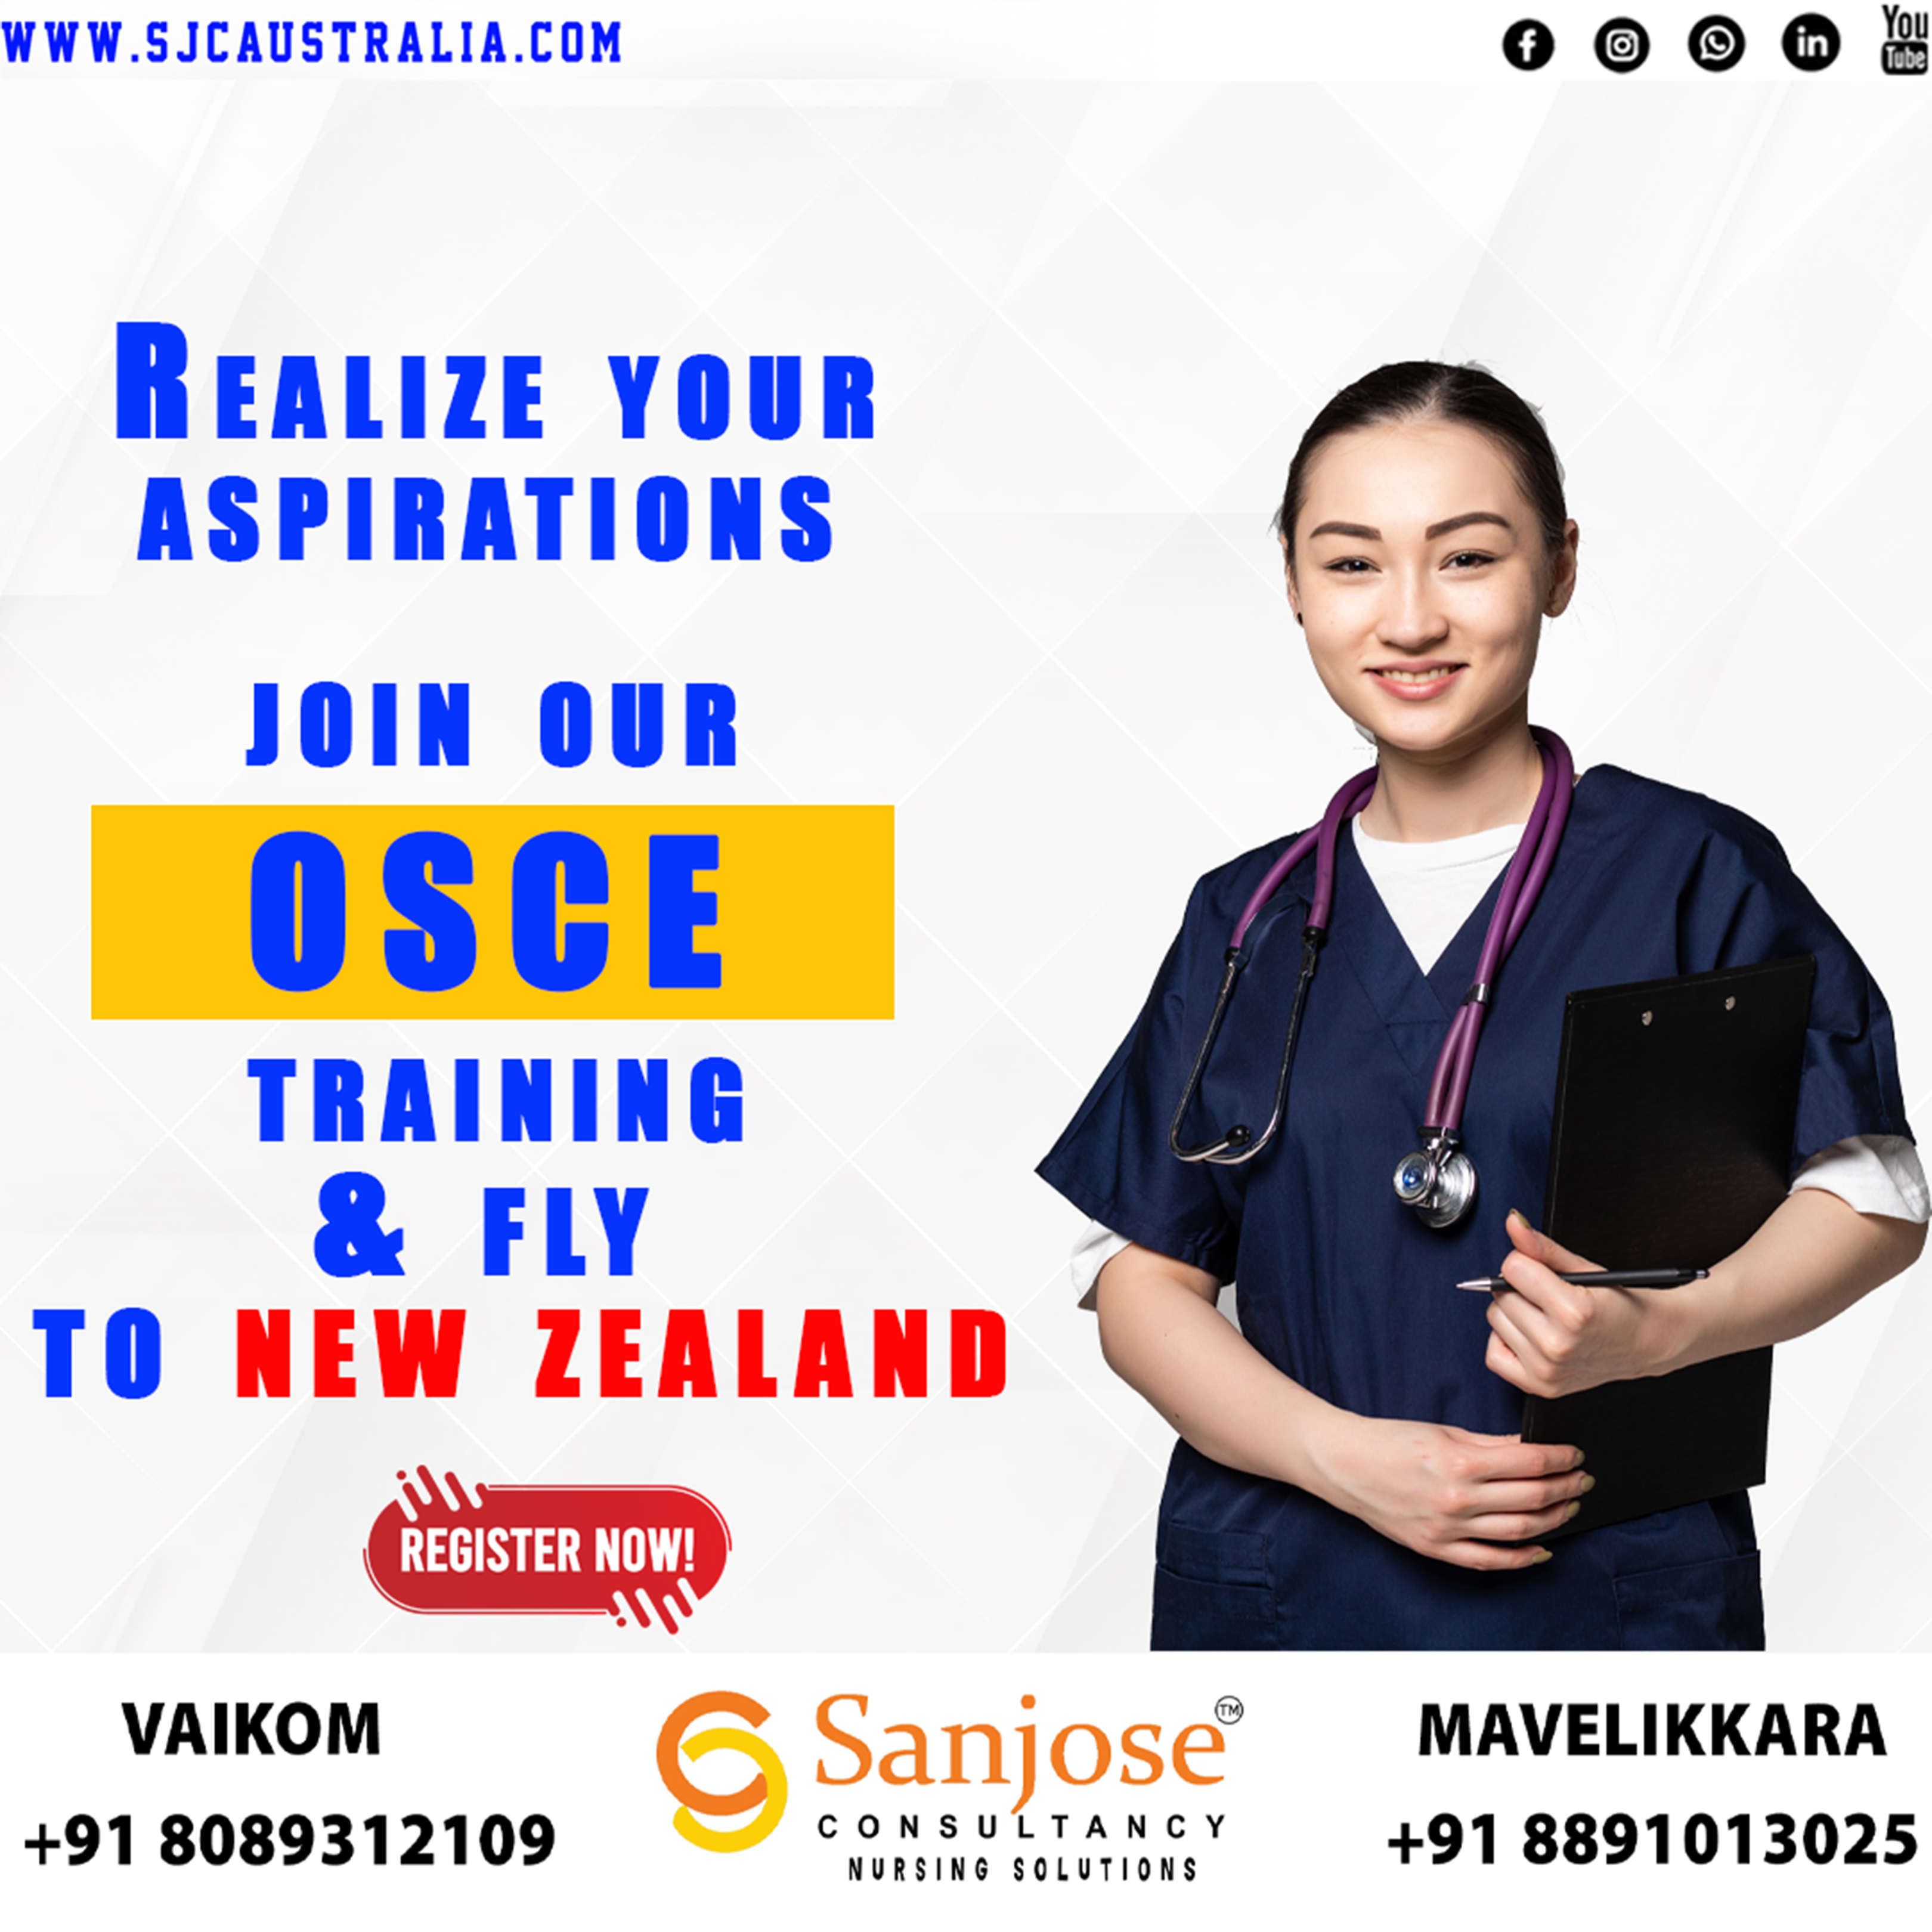 WWW.SJCAUSTRALIA.COM
You
Tube
REALIZE YOUR
ASPIRATIONS
JOIN OUR
OSCE
TRAINING
& FLY
TO NEW ZEALAND
REGISTER NOW!
VAIKOM
+91 8089312109
Sanjose TM
CONSULTANCY
NURSING SOLUTIONS
MAVELIKKARA
+91 8891013025